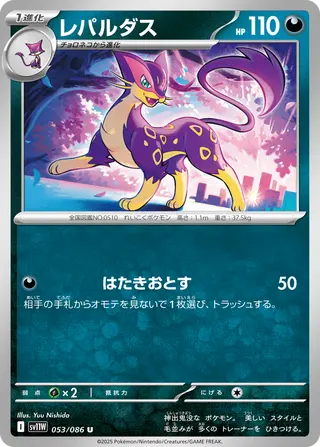 1進化
レパルダス
HP 110
チョロネコから進化
全国図鑑NO.0510 れいこくポケモン 高さ:1.1m 重さ:37.5kg
はたきおとす 50
相手の手札からオモテを見ないで1枚選び、トラッシュする。
弱点 ×2 抵抗力 にげる
Illus. Yuu Nishida
I SV11W 053/086 U
神出鬼没な ポケモン。 美しい
毛並みが 多くの トレーナーを ひきつける。
©2025 Pokémon/Nintendo/Creatures/GAME FREAK.